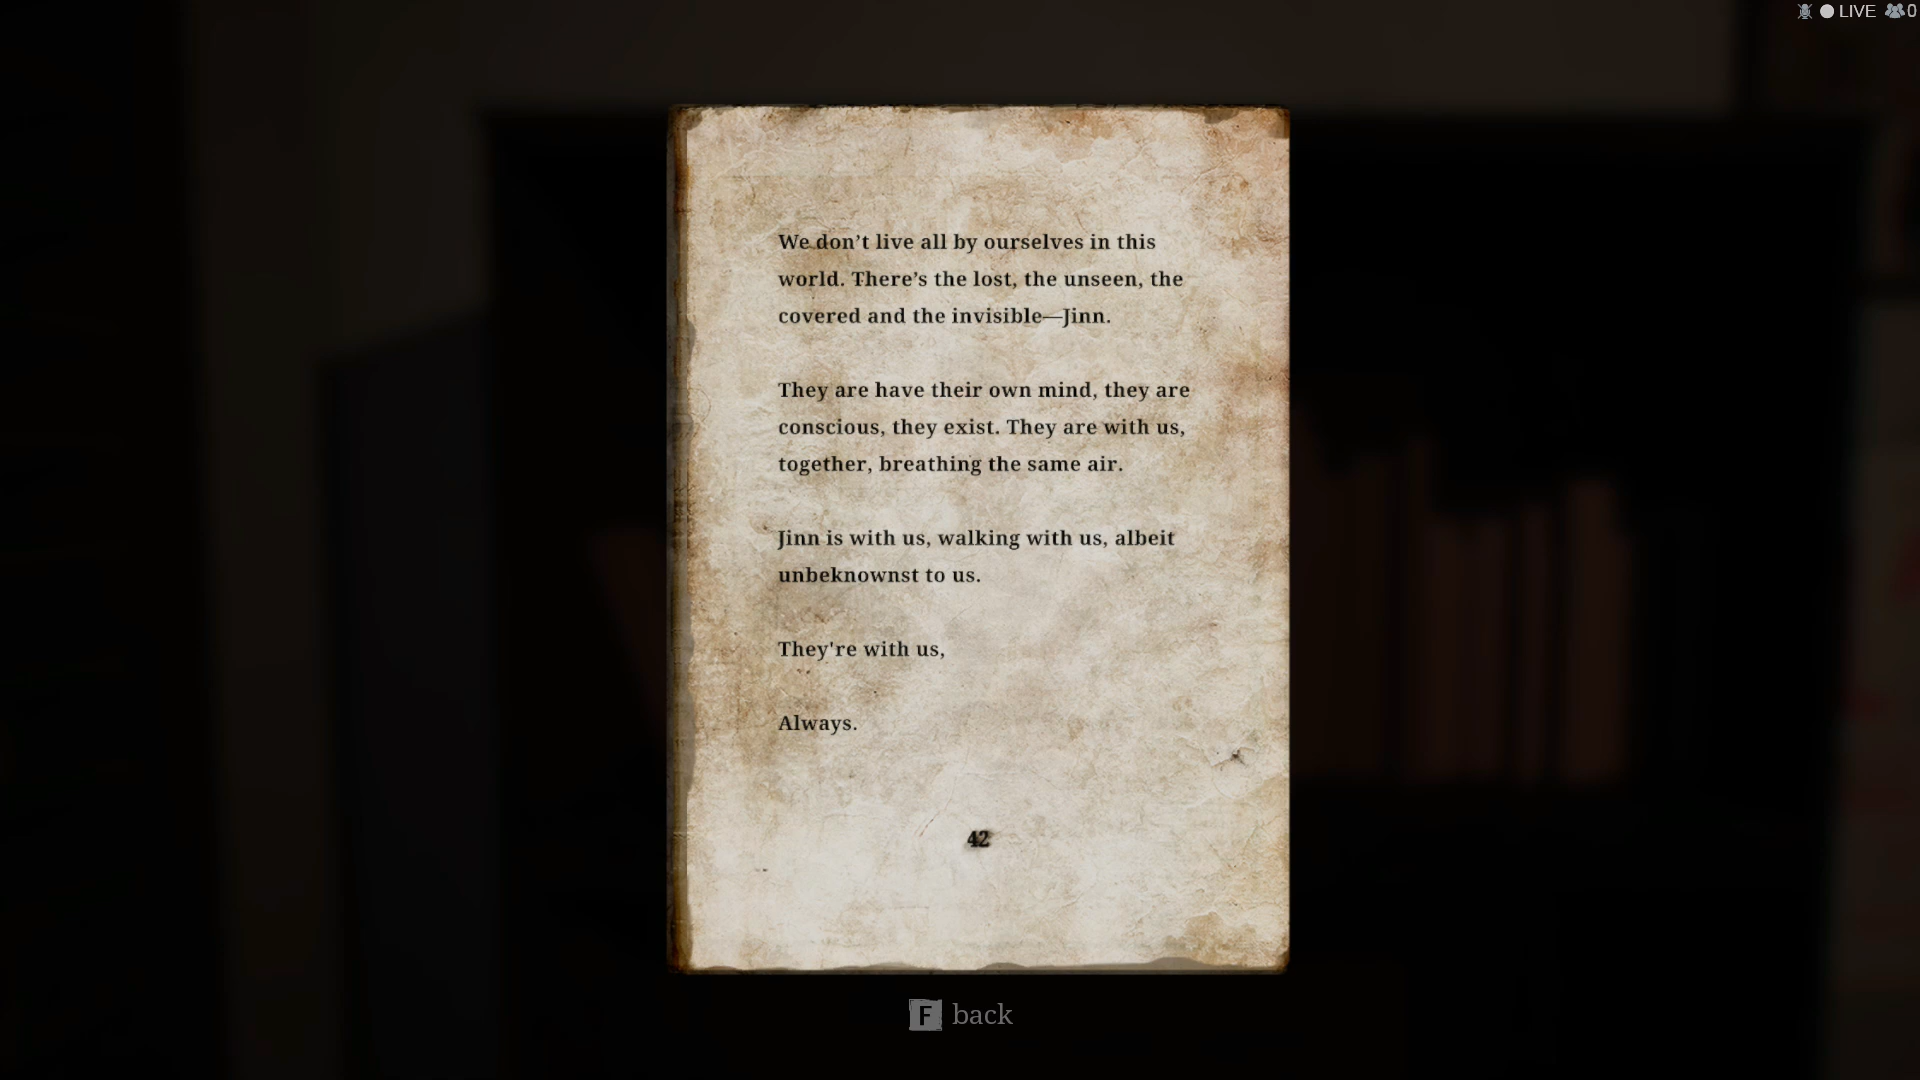 LIVE 0
We don’t live all by ourselves in this
world. There’s the lost, the unseen, the
covered and the invisible—Jinn.
They are have their own mind, they are
conscious, they exist. They are with us,
together, breathing the same air.
Jinn is with us, walking with us, albeit
unbeknownst to us.
They're with us,
Always.
42
F back